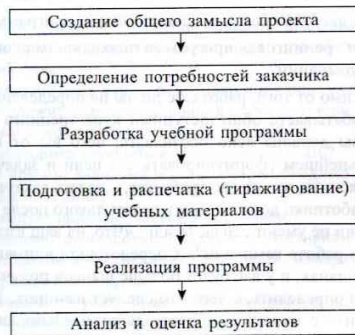 Создание общего замысла проекта
Определение потребностей заказчика
Разработка учебной программы
Подготовка и распечатка (тиражирование)
учебных материалов
Реализация программы
Анализ и оценка результатов